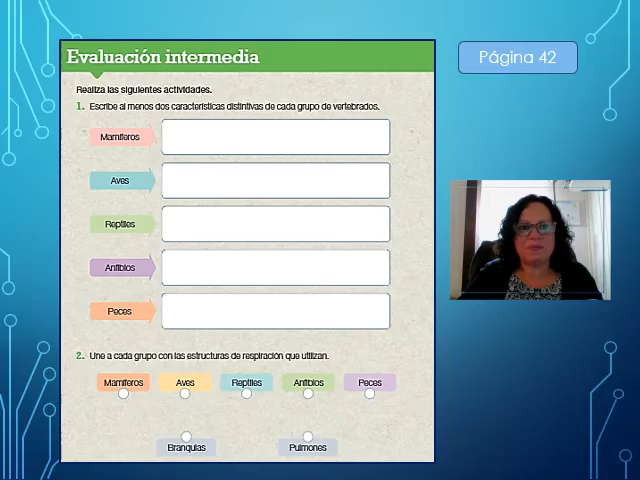 Evaluación intermedia
Página 42
Realiza las siguientes actividades.
1. Escribe al menos dos características distintivas de cada grupo de vertebrados.
Mamíferos
Aves
Reptiles
Anfibios
Peces
2. Une a cada grupo con las estructuras de respiración que utilizan.
Mamíferos Aves Reptiles Anfibios Peces
Branquias Pulmones